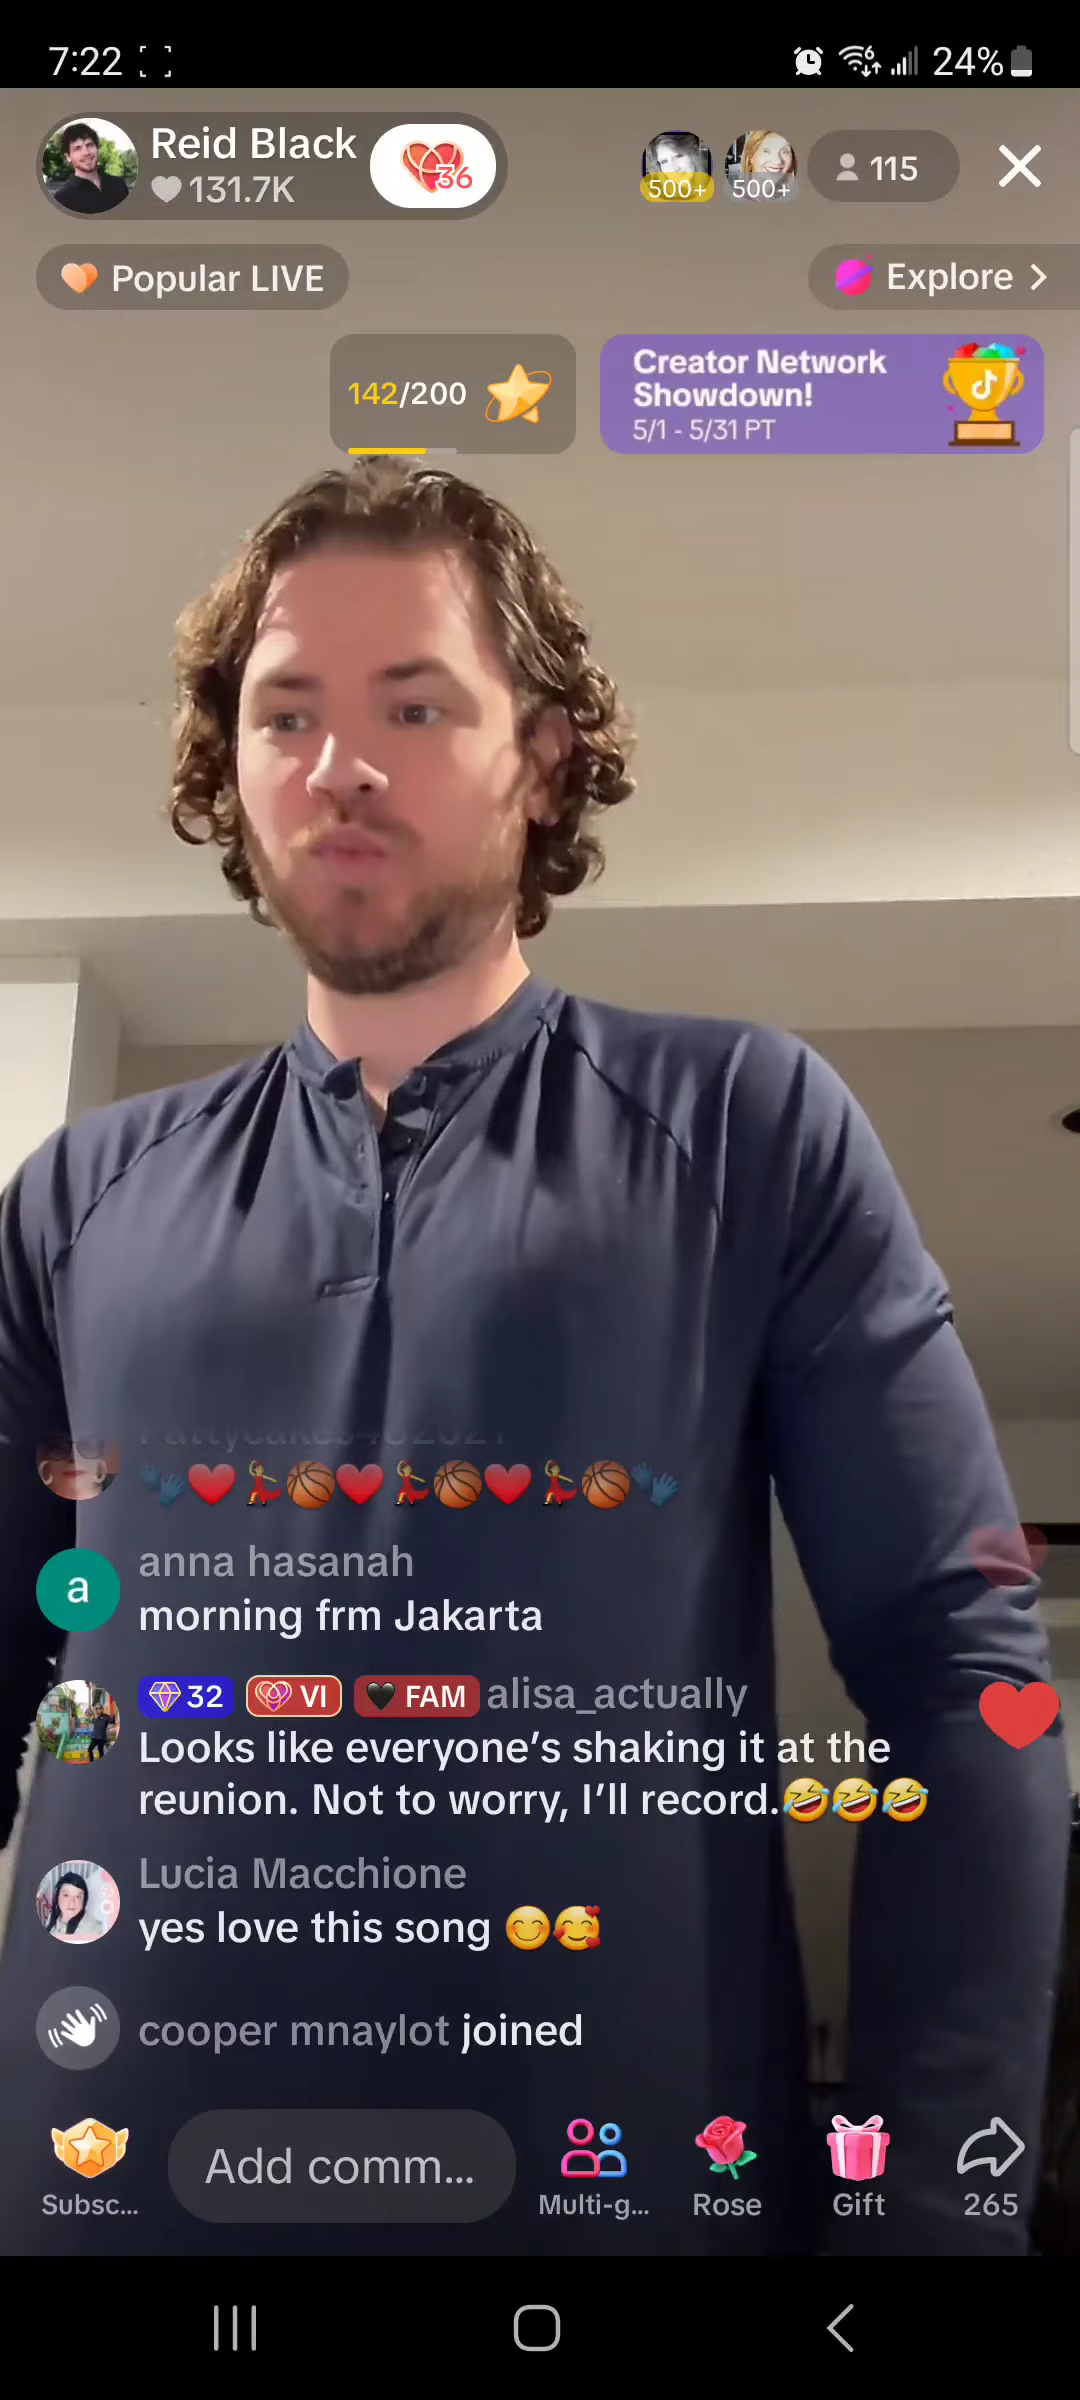 7:22
24%
Reid Black
131.7K
36
500+
500+
115
Popular LIVE
Explore
142/200
Creator Network
Showdown!
5/1 - 5/31 PT
anna hasanah
a
morning frm Jakarta
32
VI
FAM
alisa_actually
Looks like everyone’s shaking it at the
reunion. Not to worry, I’ll record.🤣🤣🤣
Lucia Macchione
yes love this song 😊🥰
cooper mnaylot joined
Add comm...
Subsc...
Multi-g...
Rose
Gift
265